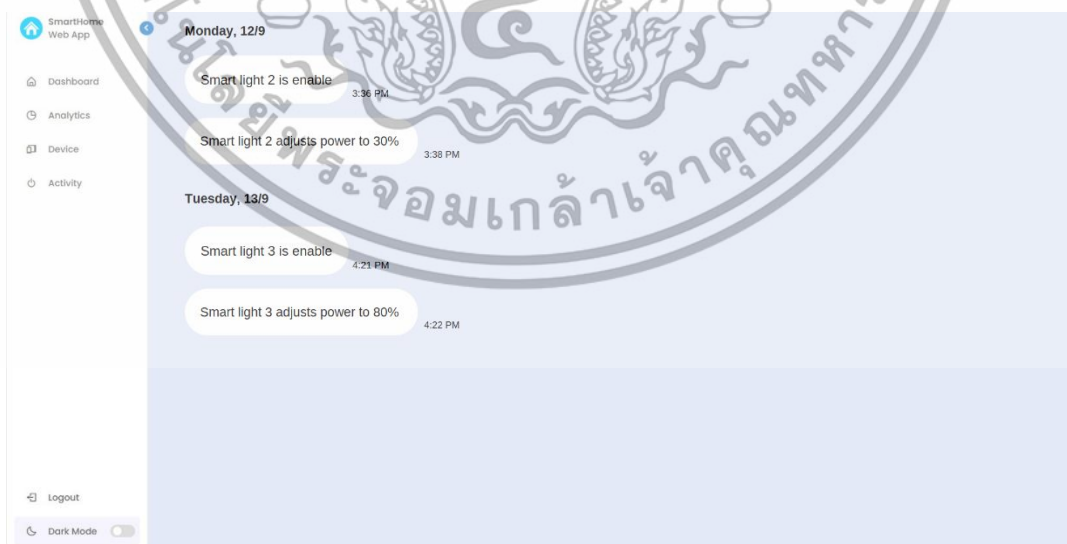 SmartHome
Web App
Dashboard
Analytics
Device
Activity
Logout
Dark Mode
Monday, 12/9
Smart light 2 is enable
3:36 PM
Smart light 2 adjusts power to 30%
3:38 PM
Tuesday, 13/9
Smart light 3 is enable
4:21 PM
Smart light 3 adjusts power to 80%
4:22 PM
พระจอมเกล้าเจ้าคุณทหาร